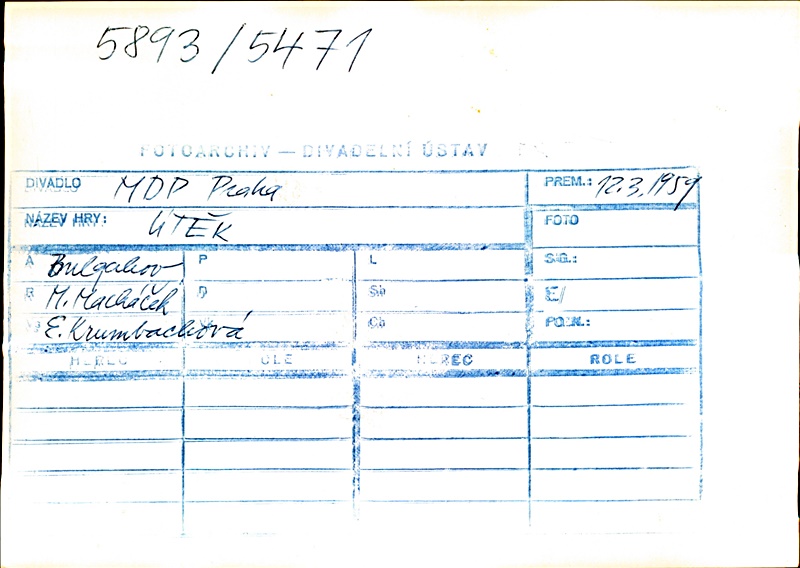 5893/5471
FOTOARCHIV — DIVADELNÍ ÚSTAV
DIVADLO MDP Praha PREM.: 12.3.1959
NÁZEV HRY: ÚTĚK FOTO
A Bulgakov P L SIG.:
R M. Macháček D Sb
E. Krumbachová Ch POZN.:
HEREC ROLE HEREC ROLE